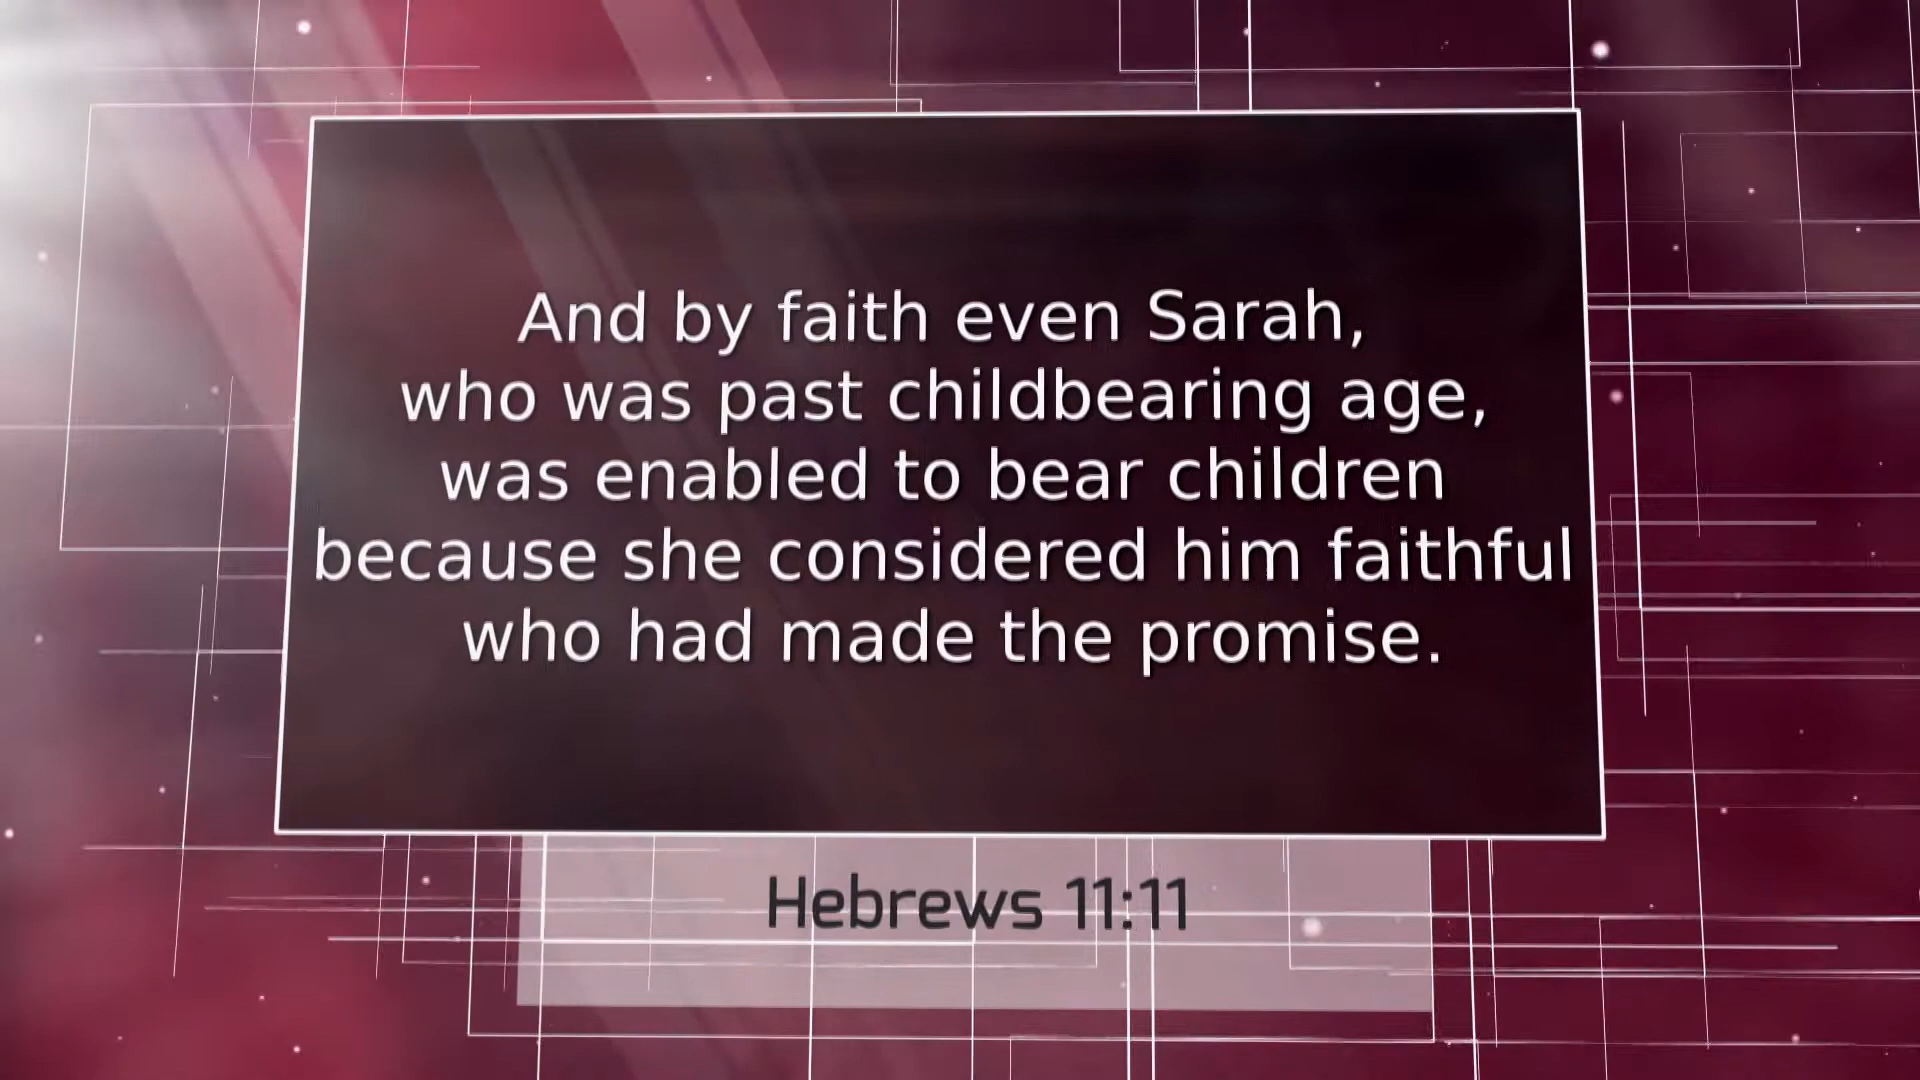 And by faith even Sarah,
who was past childbearing age,
was enabled to bear children
because she considered him faithful
who had made the promise.
Hebrews 11:11